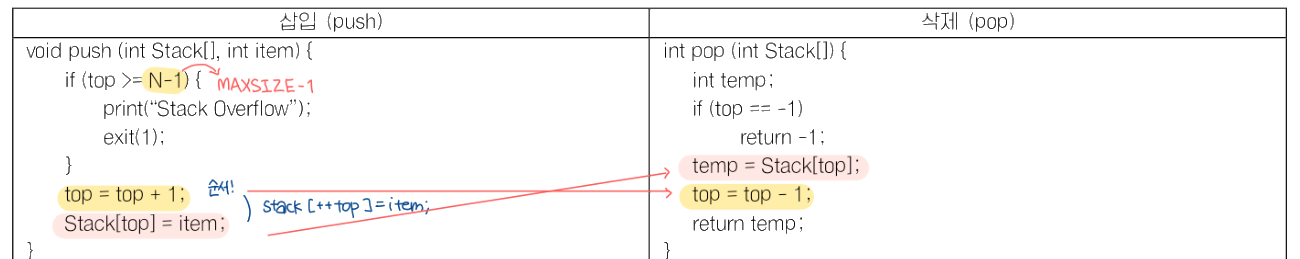 삽입 (push)
void push (int Stack[], int item) {
if (top >= N-1) { MAXSIZE-1
print(“Stack Overflow”);
exit(1);
}
top = top + 1; 순서!
) stack [++top]=item;
Stack[top] = item;
}
삭제 (pop)
int pop (int Stack[]) {
int temp;
if (top == -1)
return -1;
temp = Stack[top];
top = top - 1;
return temp;
}